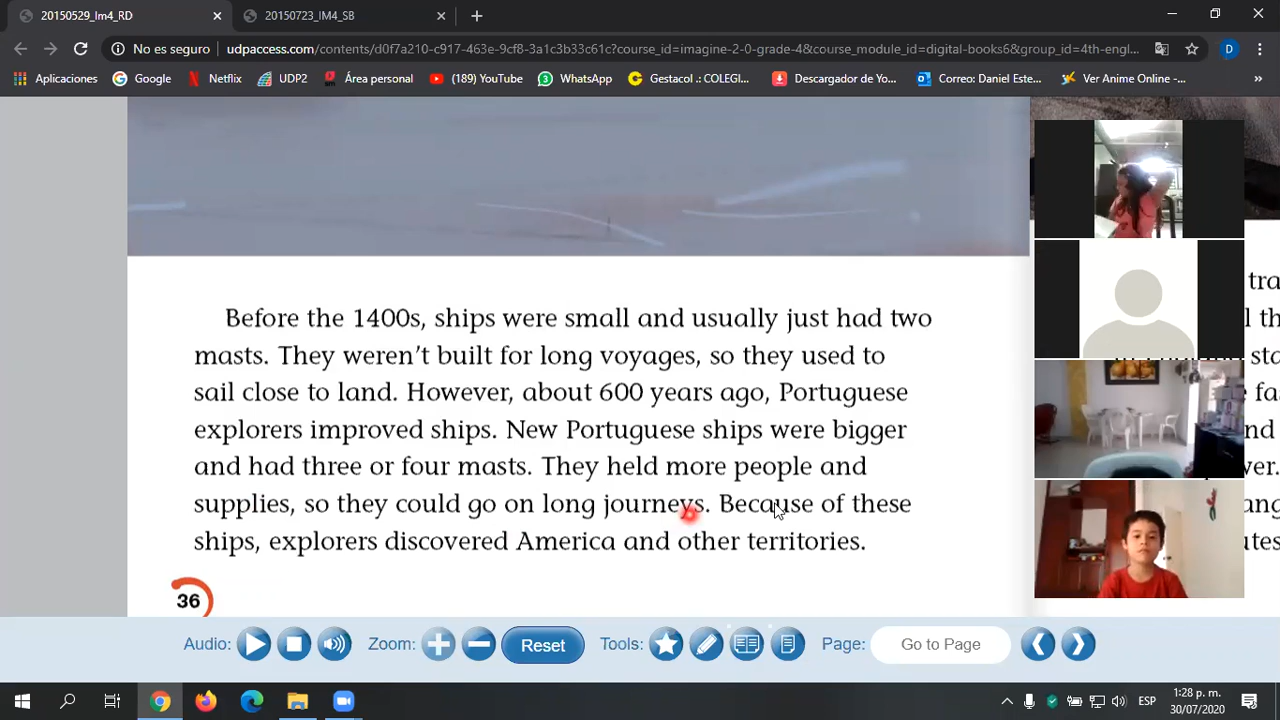 20150529_Im4_RD
20150723_IM4_SB
No es seguro
udpaccess.com/contents/d0f7a210-c917-463e-9cf8-3a1c3b33c61c?course_id=imagine-2-0-grade-4&course_module_id=digital-books6&group_id=4th-engl...
D
Aplicaciones
Google
Netflix
UDP2
Área personal
(189) YouTube
WhatsApp
Gestacol .: COLEGI...
Desargador de Yo...
Correo: Daniel Este...
Ver Anime Online -...
»
Before the 1400s, ships were small and usually just had two
masts. They weren't built for long voyages, so they used to
sail close to land. However, about 600 years ago, Portuguese
explorers improved ships. New Portuguese ships were bigger
and had three or four masts. They held more people and
supplies, so they could go on long journeys. Because of these
ships, explorers discovered America and other territories.
36
Audio:
Zoom:
Reset
Tools:
Page:
Go to Page
ESP
1:28 p. m.
30/07/2020